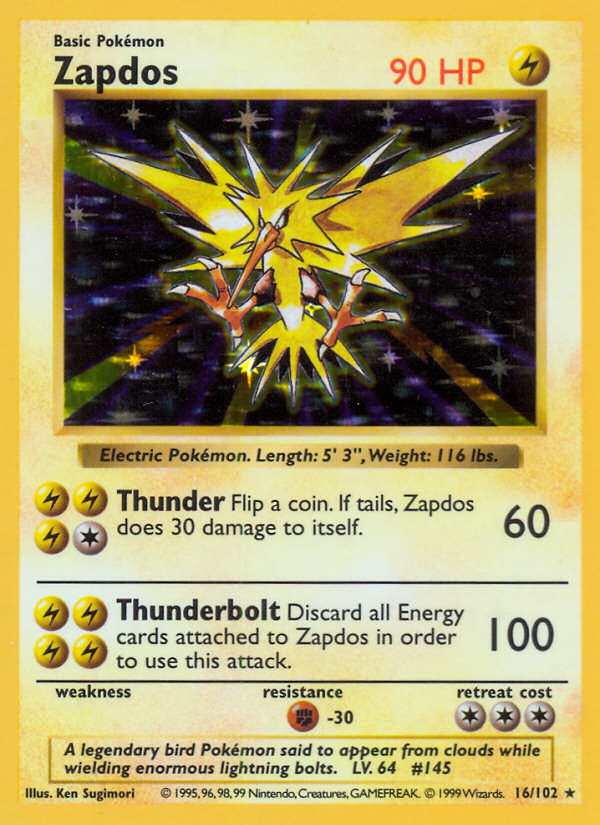 Basic Pokémon
Zapdos 90 HP
Electric Pokémon. Length: 5' 3", Weight: 116 lbs.
Thunder Flip a coin. If tails, Zapdos
does 30 damage to itself.
60
Thunderbolt Discard all Energy
cards attached to Zapdos in order
to use this attack.
100
weakness resistance retreat cost
-30
A legendary bird Pokémon said to appear from clouds while
wielding enormous lightning bolts. LV. 64 #145
Illus. Ken Sugimori © 1995, 96, 98, 99 Nintendo, Creatures, GAMEFREAK. © 1999 Wizards. 16/102 ★